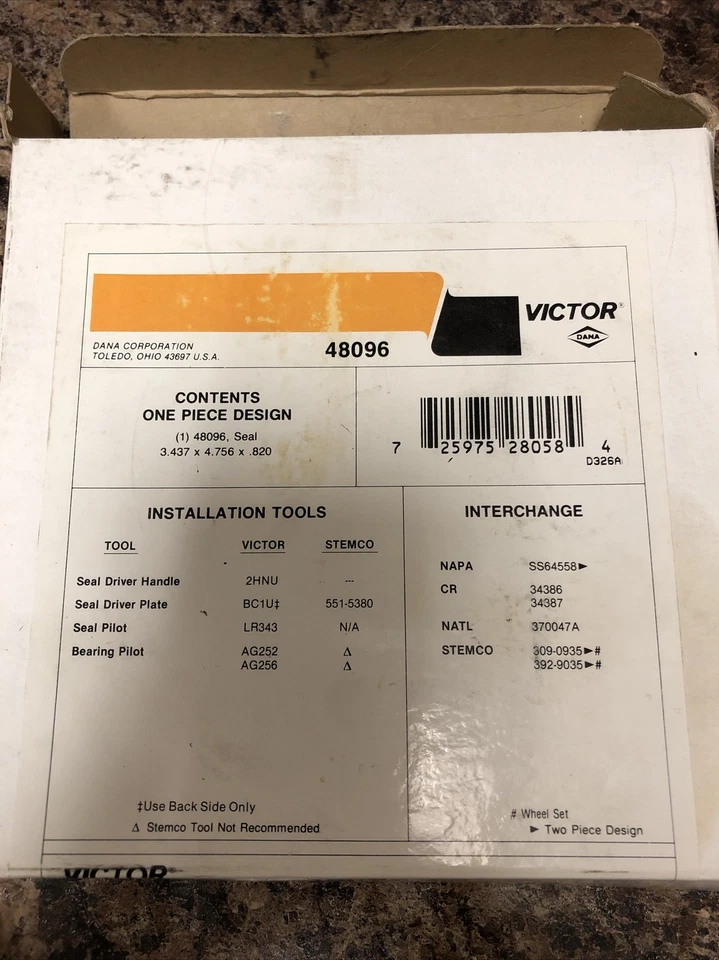 VICTOR®
DANA
DANA CORPORATION
TOLEDO, OHIO 43697 U.S.A.
48096
CONTENTS
ONE PIECE DESIGN
(1) 48096, Seal
3.437 x 4.756 x .820
7 25975 28058 4
D326A
INSTALLATION TOOLS
TOOL VICTOR STEMCO
Seal Driver Handle 2HNU ---
Seal Driver Plate BC1U‡ 551-5380
Seal Pilot LR343 N/A
Bearing Pilot AG252 Δ
AG256 Δ
‡Use Back Side Only
Δ Stemco Tool Not Recommended
INTERCHANGE
NAPA SS64558►
CR 34386
34387
NATL 370047A
STEMCO 309-0935►#
392-9035►#
# Wheel Set
► Two Piece Design
VICTOR